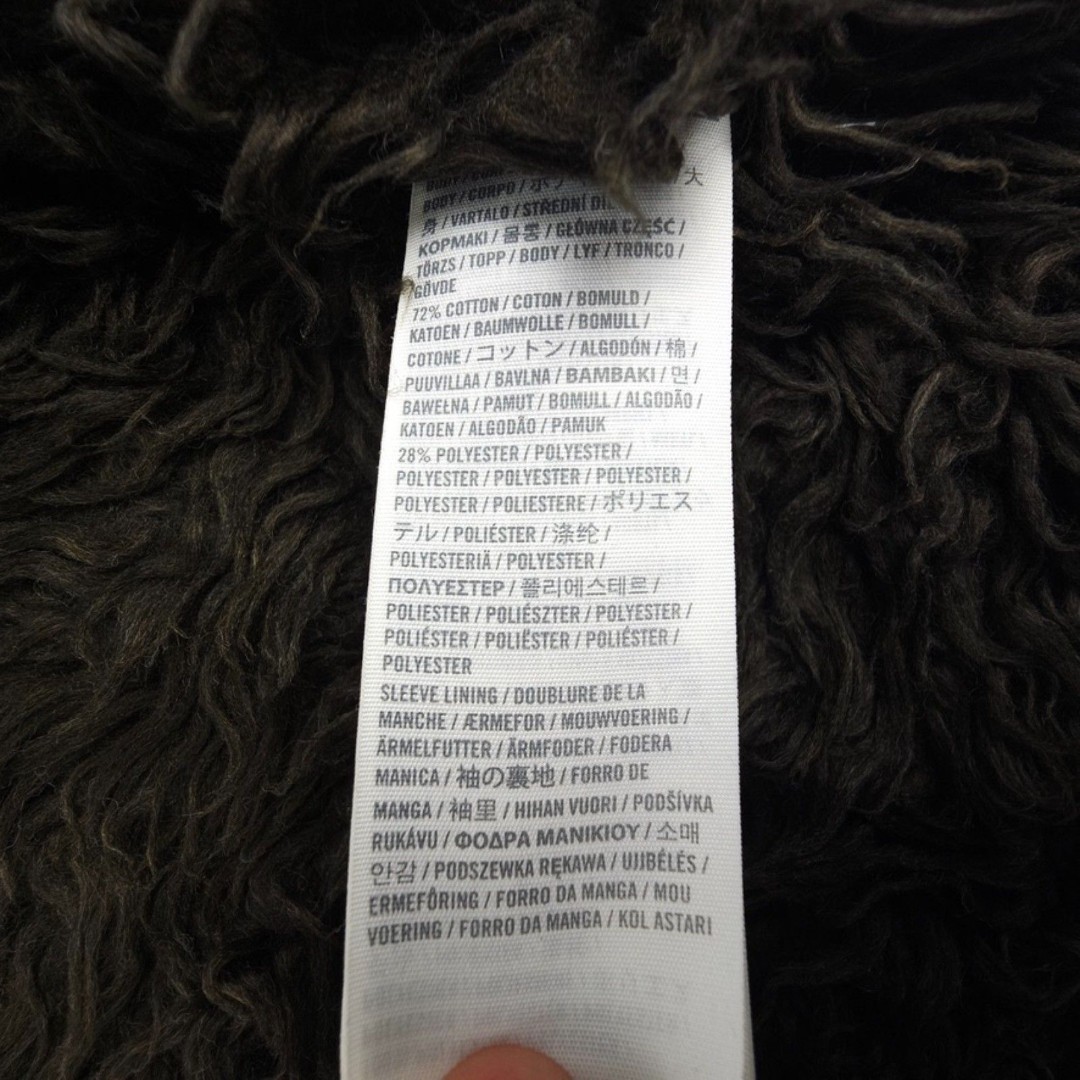 BODY / CORPO / ボデ 大
身 / VARTALO / STŘEDNÍ
ΚΟΡΜΑΚΙ / 몸통 / GŁÓWNA CZĘŚĆ /
TÖRZS / TOPP / BODY / LYF / TRONCO /
GÖVDE
72% COTTON / COTON / BOMULD /
KATOEN / BAUMWOLLE / BOMULL /
COTONE / コットン / ALGODÓN / 棉 /
PUUVILLAA / BAVLNA / ΒΑΜΒΑΚΙ / 면 /
BAWEŁNA / PAMUT / BOMULL / ALGODÃO /
KATOEN / ALGODÃO / PAMUK
28% POLYESTER / POLYESTER /
POLYESTER / POLYESTER / POLYESTER /
POLYESTER / POLIESTERE / ポリエス
テル / POLIÉSTER / 涤纶 /
POLYESTERIÄ / POLYESTER /
ΠΟΛΥΕΣΤΕΡ / 폴리에스테르 /
POLIESTER / POLIÉSZTER / POLYESTER /
POLIÉSTER / POLIËSTER / POLIÉSTER /
POLYESTER
SLEEVE LINING / DOUBLURE DE LA
MANCHE / ÆRMEFOR / MOUWVOERING /
ÄRMELFUTTER / ÄRMFODER / FODERA
MANICA / 袖の裏地 / FORRO DE
MANGA / 袖里 / HIHAN VUORI / PODŠÍVKA
RUKÁVU / ΦΟΔΡΑ ΜΑΝΙΚΙΟΥ / 소매
안감 / PODSZEWKA RĘKAWA / UJJBÉLÉS /
ERMEFÔRING / FORRO DA MANGA / MOU
VOERING / FORRO DA MANGA / KOL ASTARI